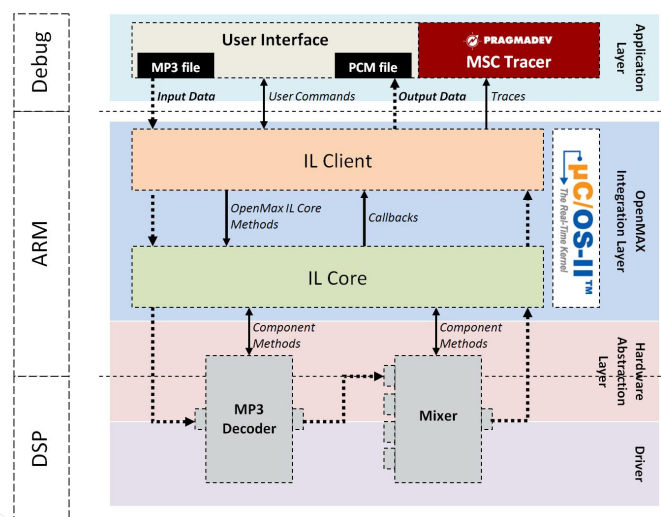 Debug
User Interface
MP3 file
PCM file
PRAGMADEV
MSC Tracer
Application
Layer
Input Data
User Commands
Output Data
Traces
ARM
IL Client
OpenMax IL Core
Methods
Callbacks
IL Core
µC/OS-II™
The Real-Time Kernel
OpenMAX
Integration Layer
Component
Methods
Component
Methods
Hardware
Abstraction
Layer
DSP
MP3
Decoder
Mixer
Driver